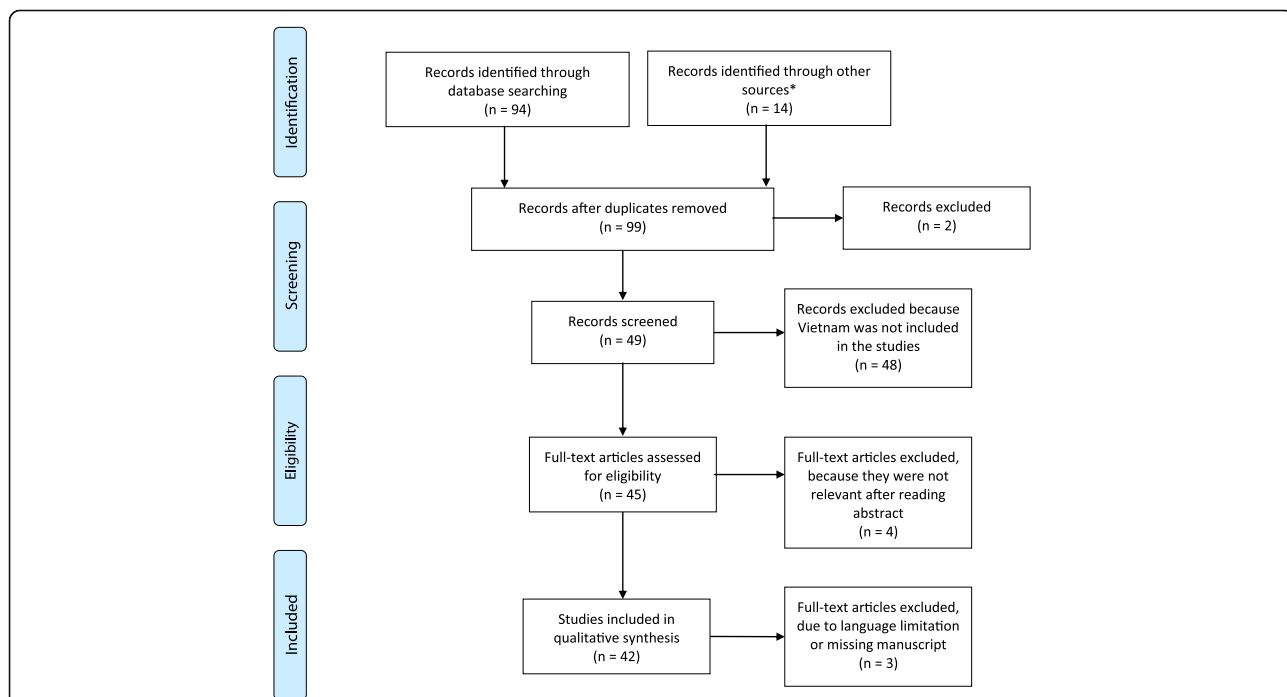 Identification
Records identified through
database searching
(n = 94)
Records identified through other
sources*
(n = 14)
Screening
Records after duplicates removed
(n = 99)
Records excluded
(n = 2)
Records screened
(n = 49)
Records excluded because
Vietnam was not included
in the studies
(n = 48)
Eligibility
Full-text articles assessed
for eligibility
(n = 45)
Full-text articles excluded,
because they were not
relevant after reading
abstract
(n = 4)
Included
Studies included in
qualitative synthesis
(n = 42)
Full-text articles excluded,
due to language limitation
or missing manuscript
(n = 3)